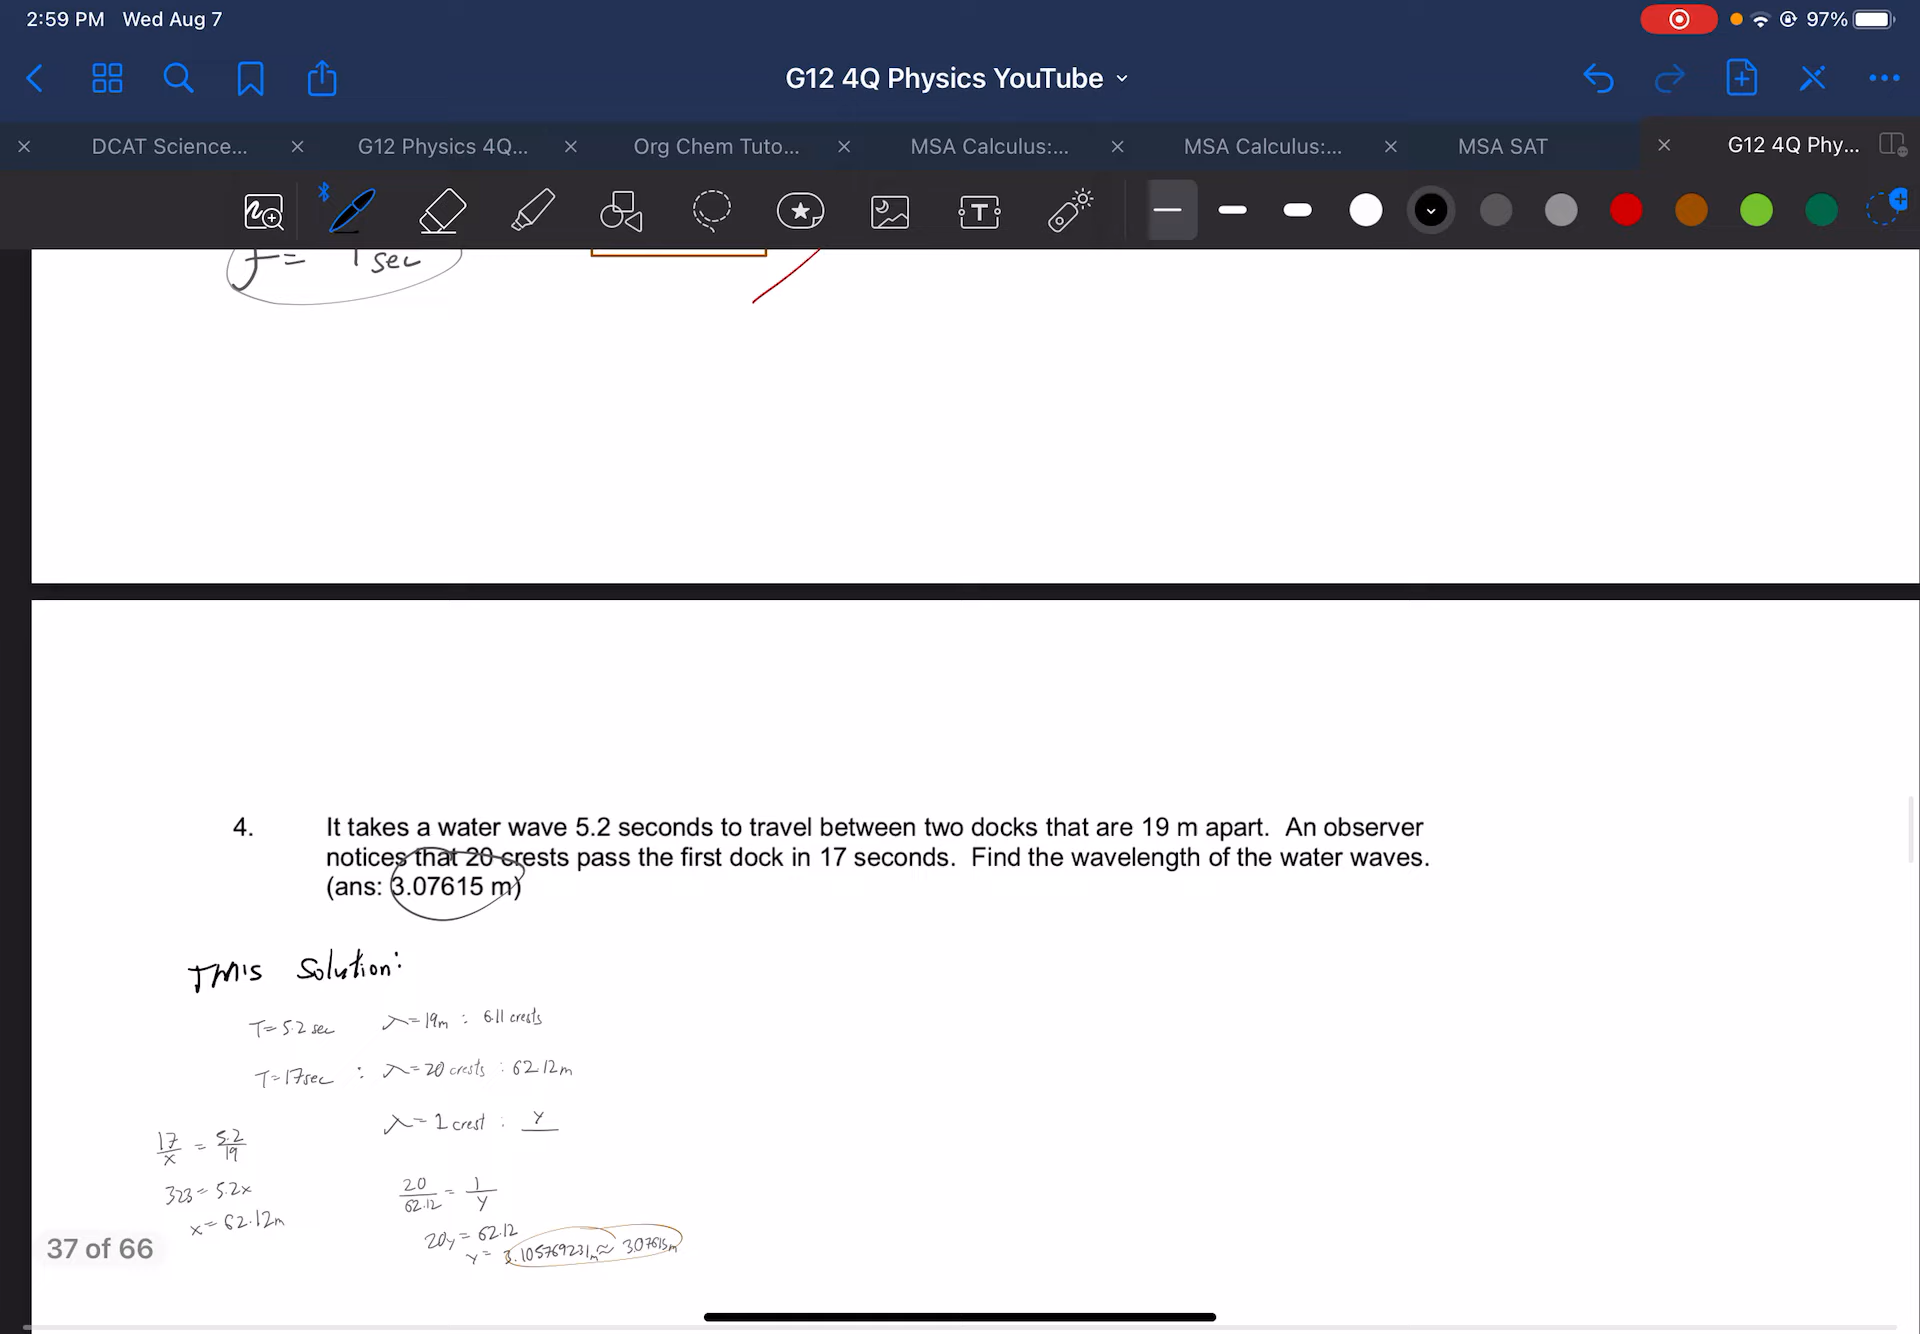 2:59 PM Wed Aug 7
97%
G12 4Q Physics YouTube
DCAT Science...
G12 Physics 4Q...
Org Chem Tuto...
MSA Calculus:...
MSA Calculus:...
MSA SAT
G12 4Q Phy...
f = 1 sec
4. It takes a water wave 5.2 seconds to travel between two docks that are 19 m apart. An observer
notices that 20 crests pass the first dock in 17 seconds. Find the wavelength of the water waves.
(ans: 3.07615 m)
TM's Solution:
T=5.2 sec λ=19m : 6.11 crests
T=17sec : λ=20 crests : 62.12m
λ=1 crest : y
17/x = 5.2/19
323=5.2x
x=62.12m
20/62.12 = 1/y
20y=62.12
y= 3.105769231m ≈ 3.07615m
37 of 66